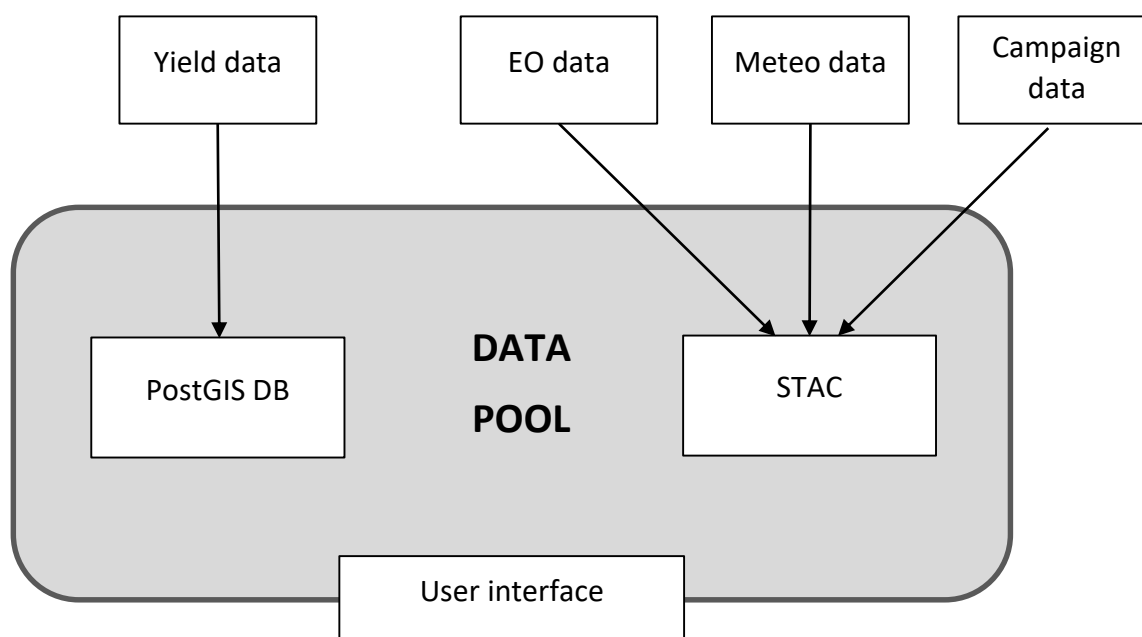 Yield data
EO data
Meteo data
Campaign
data
PostGIS DB
DATA
POOL
STAC
User interface